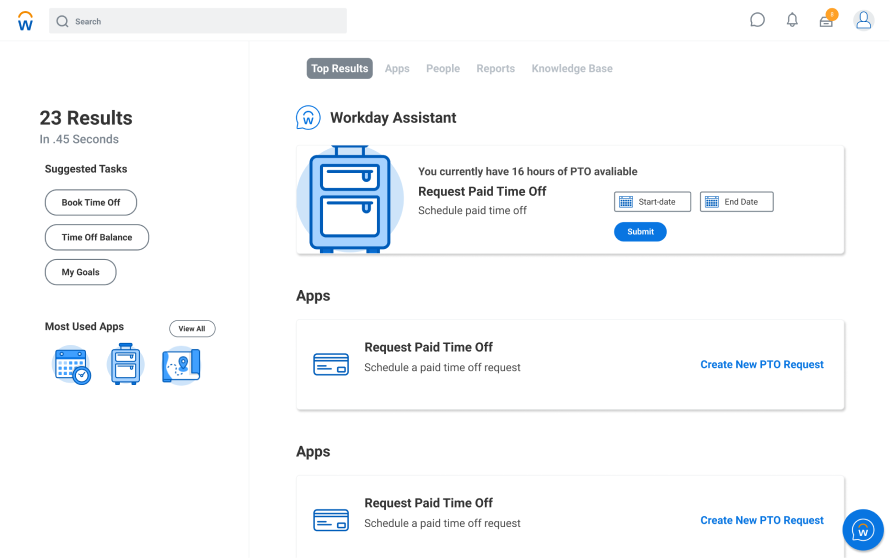 w
Search
5
Top Results
Apps
People
Reports
Knowledge Base
23 Results
In .45 Seconds
Suggested Tasks
Book Time Off
Time Off Balance
My Goals
Most Used Apps
View All
w
Workday Assistant
You currently have 16 hours of PTO avaliable
Request Paid Time Off
Schedule paid time off
Start-date
End Date
Submit
Apps
Request Paid Time Off
Schedule a paid time off request
Create New PTO Request
Apps
Request Paid Time Off
Schedule a paid time off request
Create New PTO Request
w